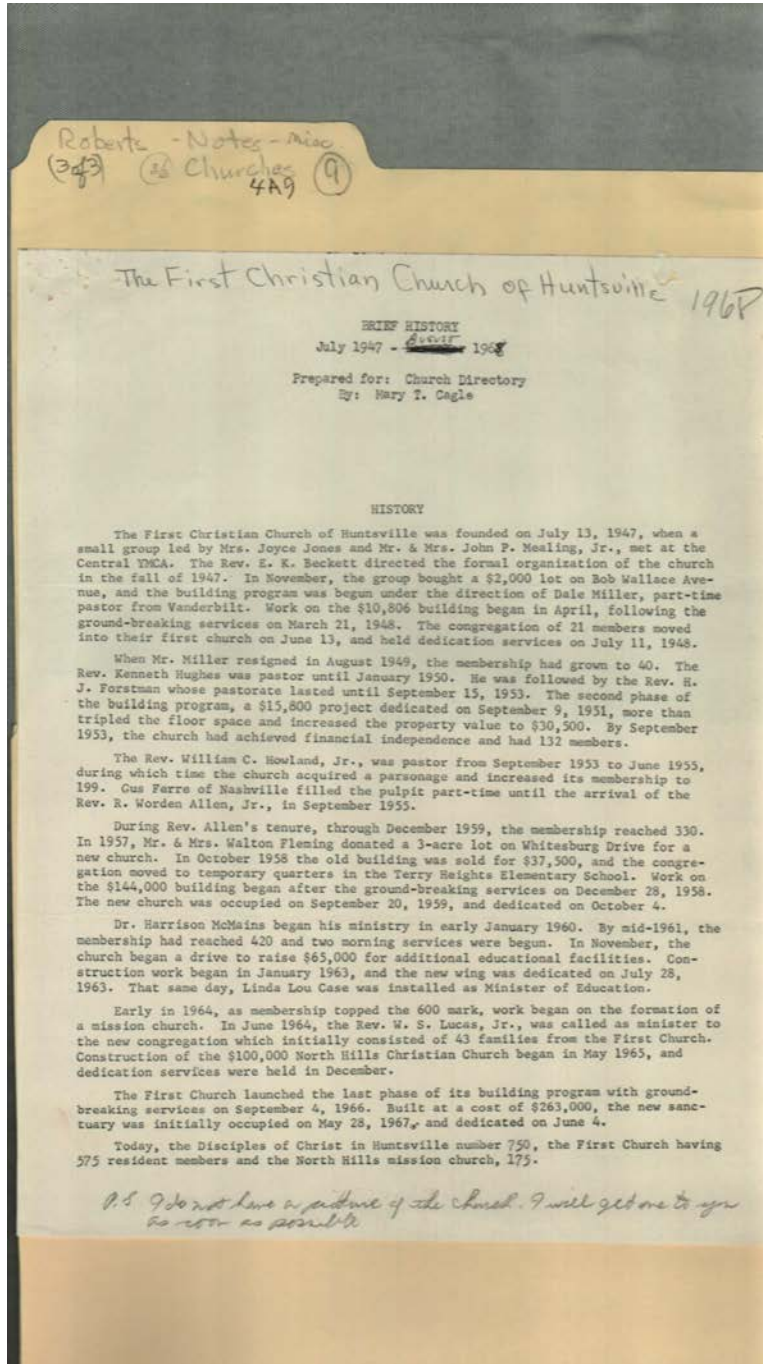 Roberts - Notes - misc.
(3of3) Churches 9
4A9
The First Christian Church of Huntsville 1968
BRIEF HISTORY
July 1947 - August 1968
Prepared for: Church Directory
By: Mary T. Cagle
HISTORY
The First Christian Church of Huntsville was founded on July 13, 1947, when a
small group led by Mrs. Joyce Jones and Mr. & Mrs. John P. Mealing, Jr., met at the
Central YMCA. The Rev. E. K. Beckett directed the formal organization of the church
in the fall of 1947. In November, the group bought a $2,000 lot on Bob Wallace Ave-
nue, and the building program was begun under the direction of Dale Miller, part-time
pastor from Vanderbilt. Work on the $10,806 building began in April, following the
ground-breaking services on March 21, 1948. The congregation of 21 members moved
into their first church on June 13, and held dedication services on July 11, 1948.
When Mr. Miller resigned in August 1949, the membership had grown to 40. The
Rev. Kenneth Hughes was pastor until January 1950. He was followed by the Rev. H.
J. Forstman whose pastorate lasted until September 15, 1953. The second phase of
the building program, a $15,800 project dedicated on September 9, 1951, more than
tripled the floor space and increased the property value to $30,500. By September
1953, the church had achieved financial independence and had 132 members.
The Rev. William C. Howland, Jr., was pastor from September 1953 to June 1955,
during which time the church acquired a parsonage and increased its membership to
199. Gus Ferre of Nashville filled the pulpit part-time until the arrival of the
Rev. R. Worden Allen, Jr., in September 1955.
During Rev. Allen's tenure, through December 1959, the membership reached 330.
In 1957, Mr. & Mrs. Walton Fleming donated a 3-acre lot on Whitesburg Drive for a
new church. In October 1958 the old building was sold for $37,500, and the congre-
gation moved to temporary quarters in the Terry Heights Elementary School. Work on
the $144,000 building began after the ground-breaking services on December 28, 1958.
The new church was occupied on September 20, 1959, and dedicated on October 4.
Dr. Harrison McMains began his ministry in early January 1960. By mid-1961, the
membership had reached 420 and two morning services were begun. In November, the
church began a drive to raise $65,000 for additional educational facilities. Con-
struction work began in January 1963, and the new wing was dedicated on July 28,
1963. That same day, Linda Lou Case was installed as Minister of Education.
Early in 1964, as membership topped the 600 mark, work began on the formation of
a mission church. In June 1964, the Rev. W. S. Lucas, Jr., was called as minister to
the new congregation which initially consisted of 43 families from the First Church.
Construction of the $100,000 North Hills Christian Church began in May 1965, and
dedication services were held in December.
The First Church launched the last phase of its building program with ground-
breaking services on September 4, 1966. Built at a cost of $263,000, the new sanc-
tuary was initially occupied on May 28, 1967, and dedicated on June 4.
Today, the Disciples of Christ in Huntsville number 750, the First Church having
575 resident members and the North Hills mission church, 175.
P.S I do not have a picture of the church. I will get one to you
as soon as possible